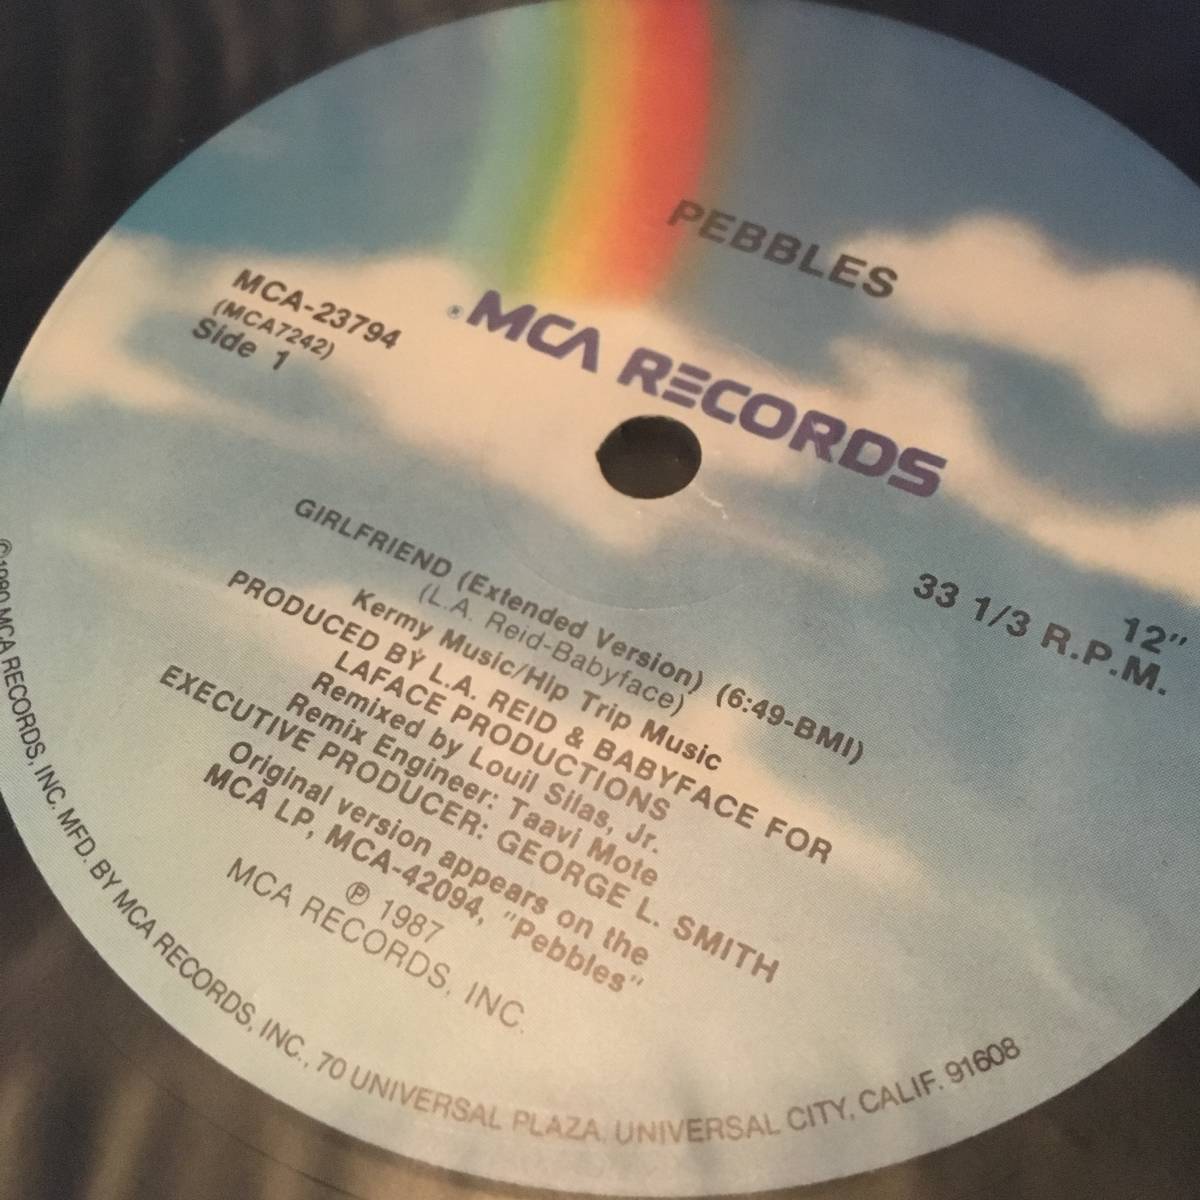 PEBBLES
® MCA RECORDS
MCA-23794
(MCA7242)
Side 1
12"
33 1/3 R.P.M.
GIRLFRIEND (Extended Version) (6:49-BMI)
(L.A. Reid-Babyface)
Kermy Music/Hip Trip Music
PRODUCED BY L.A. REID & BABYFACE FOR
LAFACE PRODUCTIONS
Remixed by Louil Silas, Jr.
Remix Engineer: Taavi Mote
EXECUTIVE PRODUCER: GEORGE L. SMITH
Original version appears on the
MCA LP, MCA-42094, "Pebbles"
℗ 1987
MCA RECORDS, INC.
©1980 MCA RECORDS, INC. MFD. BY MCA RECORDS, INC., 70 UNIVERSAL PLAZA, UNIVERSAL CITY, CALIF. 91608